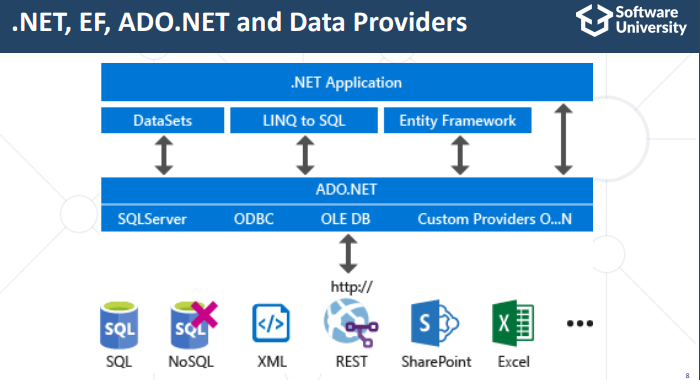 .NET, EF, ADO.NET and Data Providers
Software
University
.NET Application
DataSets
LINQ to SQL
Entity Framework
ADO.NET
SQLServer
ODBC
OLE DB
Custom Providers O...N
http://
SQL
SQL
</>
S
X
SQL
NoSQL
XML
REST
SharePoint
Excel
8